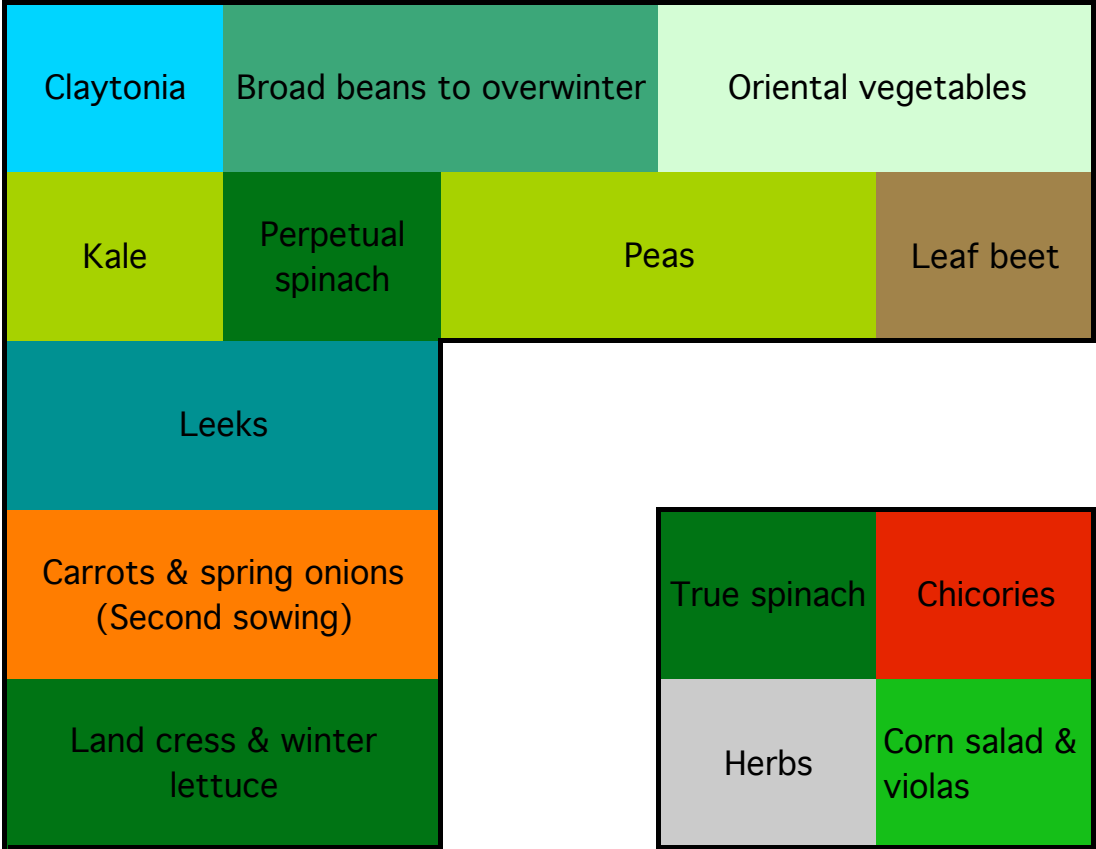 Claytonia
Broad beans to overwinter
Oriental vegetables
Kale
Perpetual
spinach
Peas
Leaf beet
Leeks
Carrots & spring onions
(Second sowing)
True spinach
Chicories
Land cress & winter
lettuce
Herbs
Corn salad &
violas